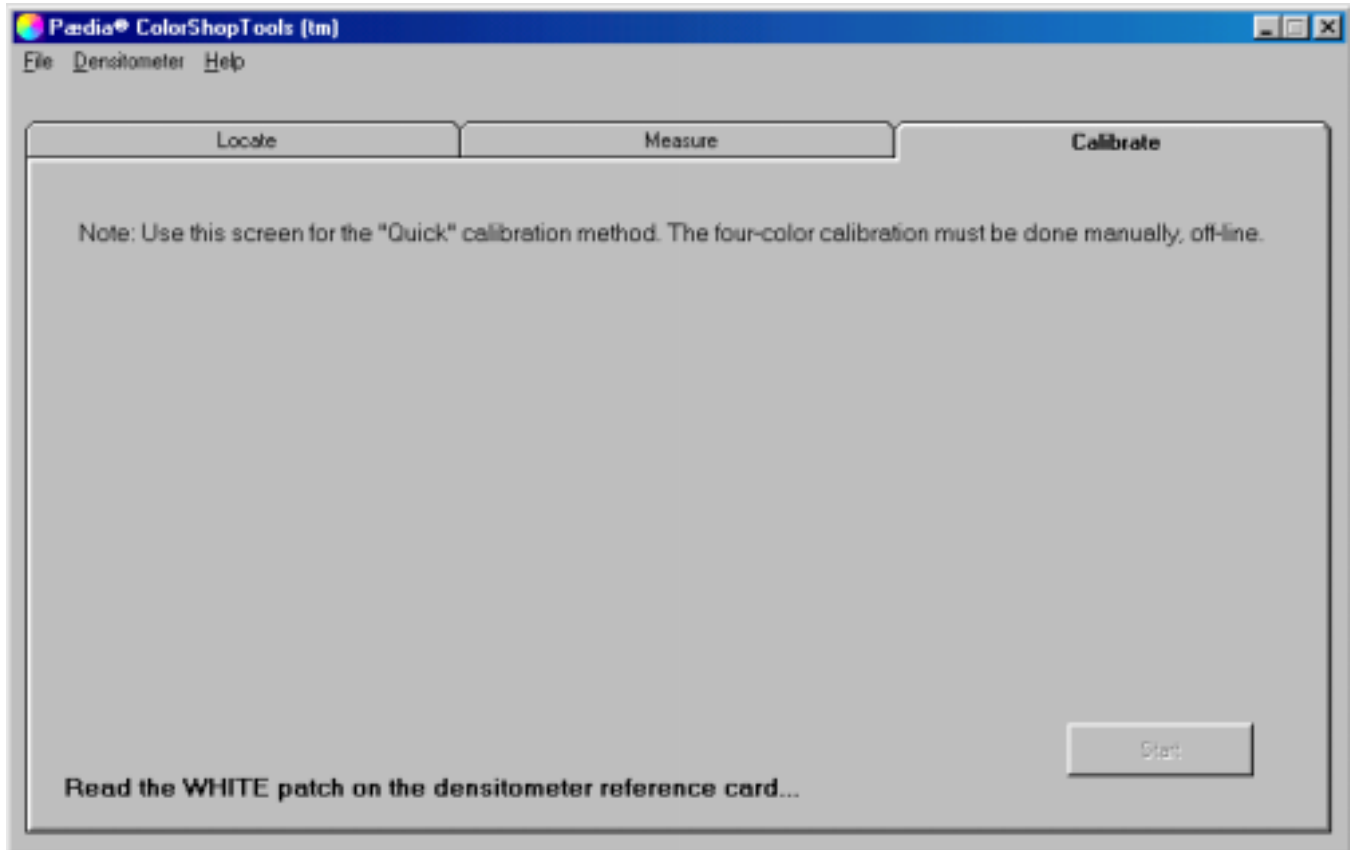 Pædia® ColorShopTools (tm)
File Densitometer Help
Locate Measure Calibrate
Note: Use this screen for the "Quick" calibration method. The four-color calibration must be done manually, off-line.
Start
Read the WHITE patch on the densitometer reference card...